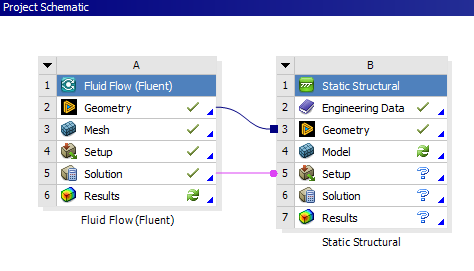 Project Schematic
A
1 Fluid Flow (Fluent)
2 Geometry
3 Mesh
4 Setup
5 Solution
6 Results
Fluid Flow (Fluent)
B
1 Static Structural
2 Engineering Data
3 Geometry
4 Model
5 Setup ?
6 Solution ?
7 Results ?
Static Structural